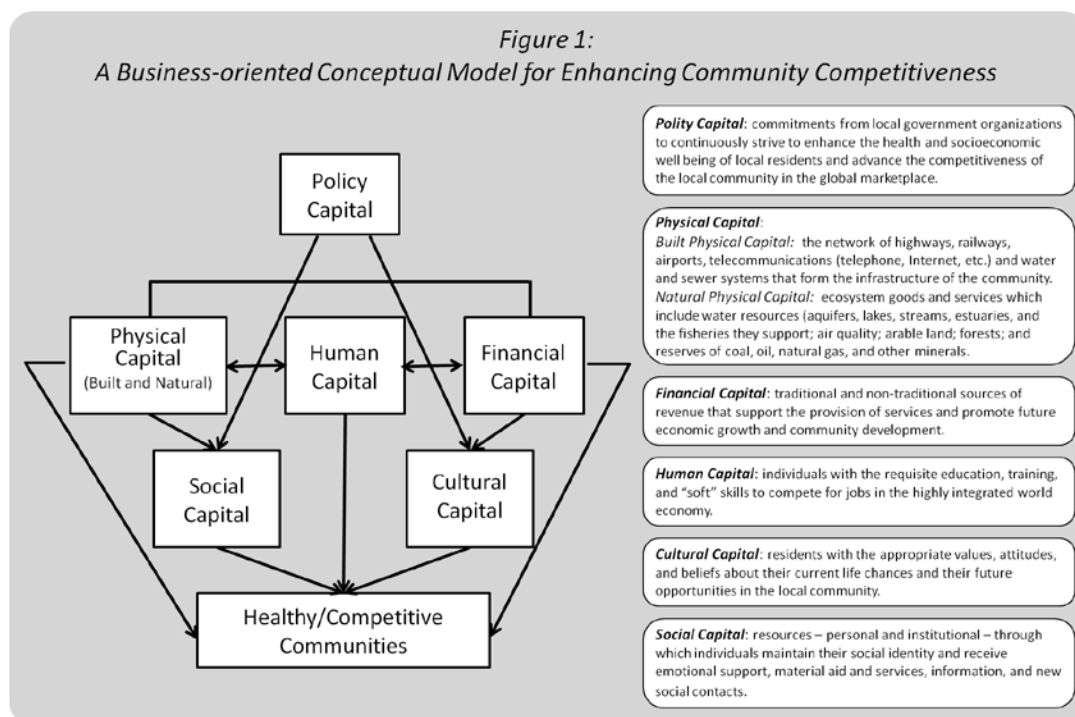 Figure 1:
A Business-oriented Conceptual Model for Enhancing Community Competitiveness
Policy
Capital
Physical
Capital
(Built and Natural)
Human
Capital
Financial
Capital
Social
Capital
Cultural
Capital
Healthy/Competitive
Communities
Polity Capital: commitments from local government organizations
to continuously strive to enhance the health and socioeconomic
well being of local residents and advance the competitiveness of
the local community in the global marketplace.
Physical Capital:
Built Physical Capital: the network of highways, railways,
airports, telecommunications (telephone, Internet, etc.) and water
and sewer systems that form the infrastructure of the community.
Natural Physical Capital: ecosystem goods and services which
include water resources (aquifers, lakes, streams, estuaries, and
the fisheries they support; air quality; arable land; forests; and
reserves of coal, oil, natural gas, and other minerals.
Financial Capital: traditional and non-traditional sources of
revenue that support the provision of services and promote future
economic growth and community development.
Human Capital: individuals with the requisite education, training,
and “soft” skills to compete for jobs in the highly integrated world
economy.
Cultural Capital: residents with the appropriate values, attitudes,
and beliefs about their current life chances and their future
opportunities in the local community.
Social Capital: resources – personal and institutional – through
which individuals maintain their social identity and receive
emotional support, material aid and services, information, and new
social contacts.